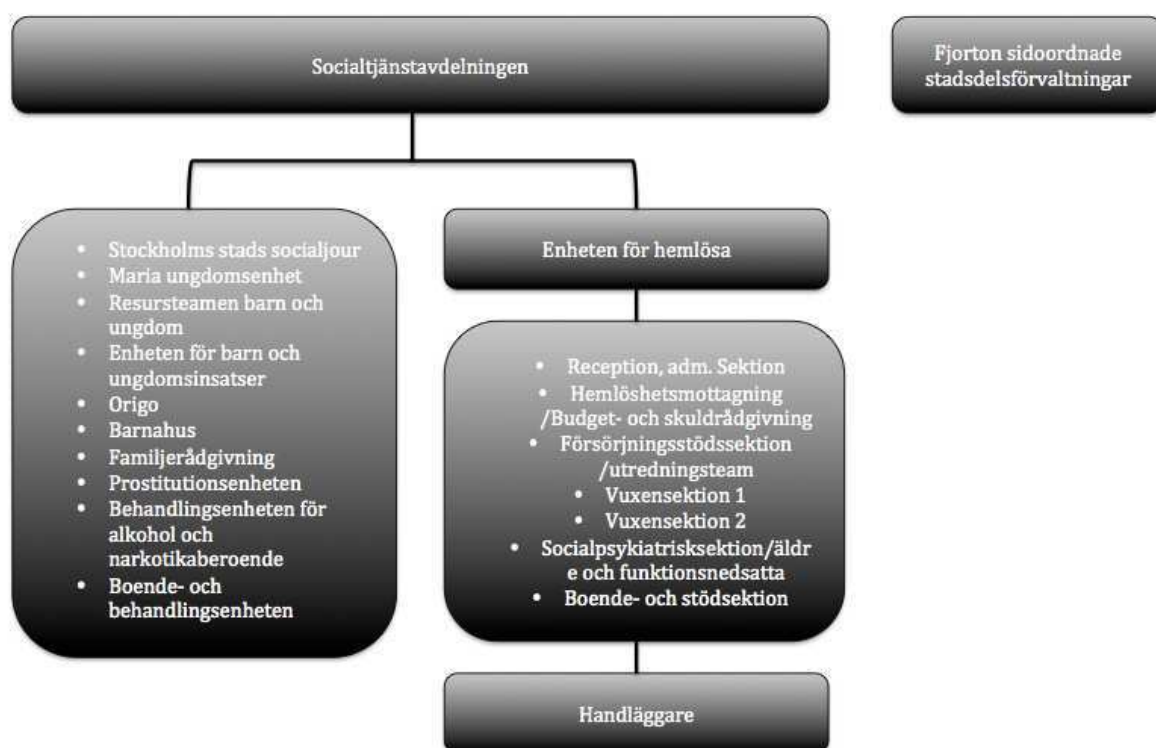 Socialtjänstavdelningen
Fjorton sidoordnade
stadsdelsförvaltningar
• Stockholms stads socialjour
• Maria ungdomsenhet
• Resursteamen barn och
ungdom
• Enheten för barn och
ungdomsinsatser
• Origo
• Barnahus
• Familjerådgivning
• Prostitutionsenheten
• Behandlingsenheten för
alkohol och
narkotikaberoende
• Boende- och
behandlingsenheten
Enheten för hemlösa
• Reception, adm. Sektion
• Hemlöshetsmottagning
/Budget- och skuldrådgivning
• Försörjningsstödssektion
/utredningsteam
• Vuxensektion 1
• Vuxensektion 2
• Socialpsykiatrisksektion/äldr
e och funktionsnedsatta
• Boende- och stödsektion
Handläggare